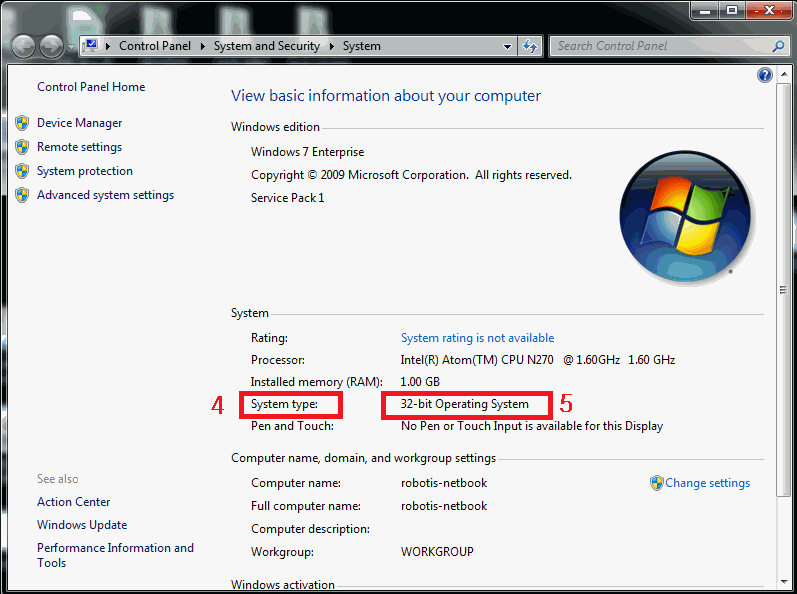 Control Panel ▸ System and Security ▸ System
Search Control Panel
Control Panel Home
Device Manager
Remote settings
System protection
Advanced system settings
See also
Action Center
Windows Update
Performance Information and
Tools
View basic information about your computer
Windows edition
Windows 7 Enterprise
Copyright © 2009 Microsoft Corporation. All rights reserved.
Service Pack 1
System
Rating: System rating is not available
Processor: Intel(R) Atom(TM) CPU N270 @ 1.60GHz 1.60 GHz
Installed memory (RAM): 1.00 GB
4 System type: 32-bit Operating System 5
Pen and Touch: No Pen or Touch Input is available for this Display
Computer name, domain, and workgroup settings
Computer name: robotis-netbook Change settings
Full computer name: robotis-netbook
Computer description:
Workgroup: WORKGROUP
Windows activation